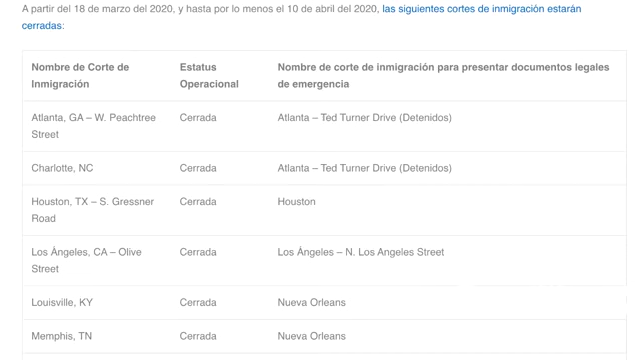 A partir del 18 de marzo del 2020, y hasta por lo menos el 10 de abril del 2020, las siguientes cortes de inmigración estarán
cerradas:
Nombre de Corte de Inmigración Estatus Operacional Nombre de corte de inmigración para presentar documentos legales de emergencia
Atlanta, GA – W. Peachtree Street Cerrada Atlanta – Ted Turner Drive (Detenidos)
Charlotte, NC Cerrada Atlanta – Ted Turner Drive (Detenidos)
Houston, TX – S. Gressner Road Cerrada Houston
Los Ángeles, CA – Olive Street Cerrada Los Ángeles – N. Los Angeles Street
Louisville, KY Cerrada Nueva Orleans
Memphis, TN Cerrada Nueva Orleans